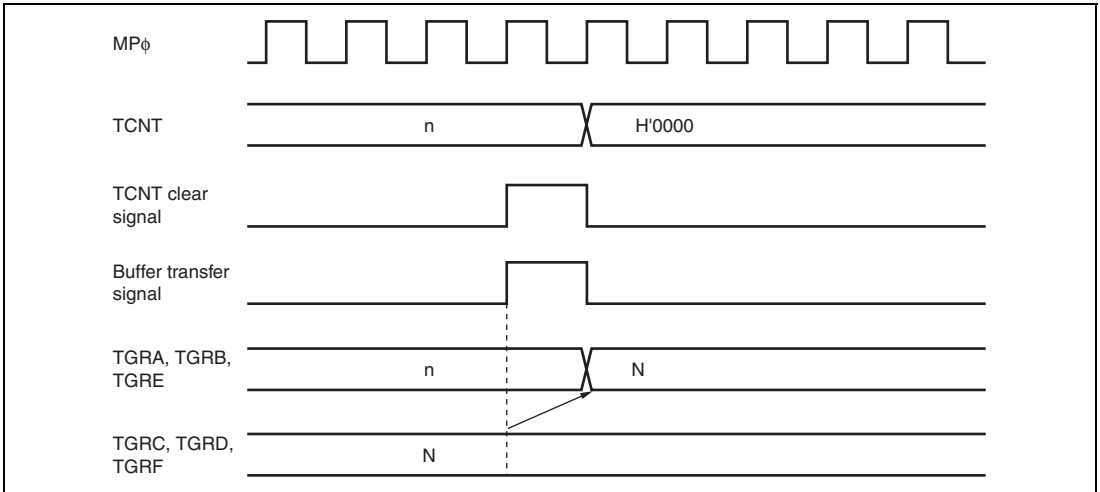 MPϕ
TCNT
n
H'0000
TCNT clear
signal
Buffer transfer
signal
TGRA, TGRB,
TGRE
n
N
TGRC, TGRD,
TGRF
N